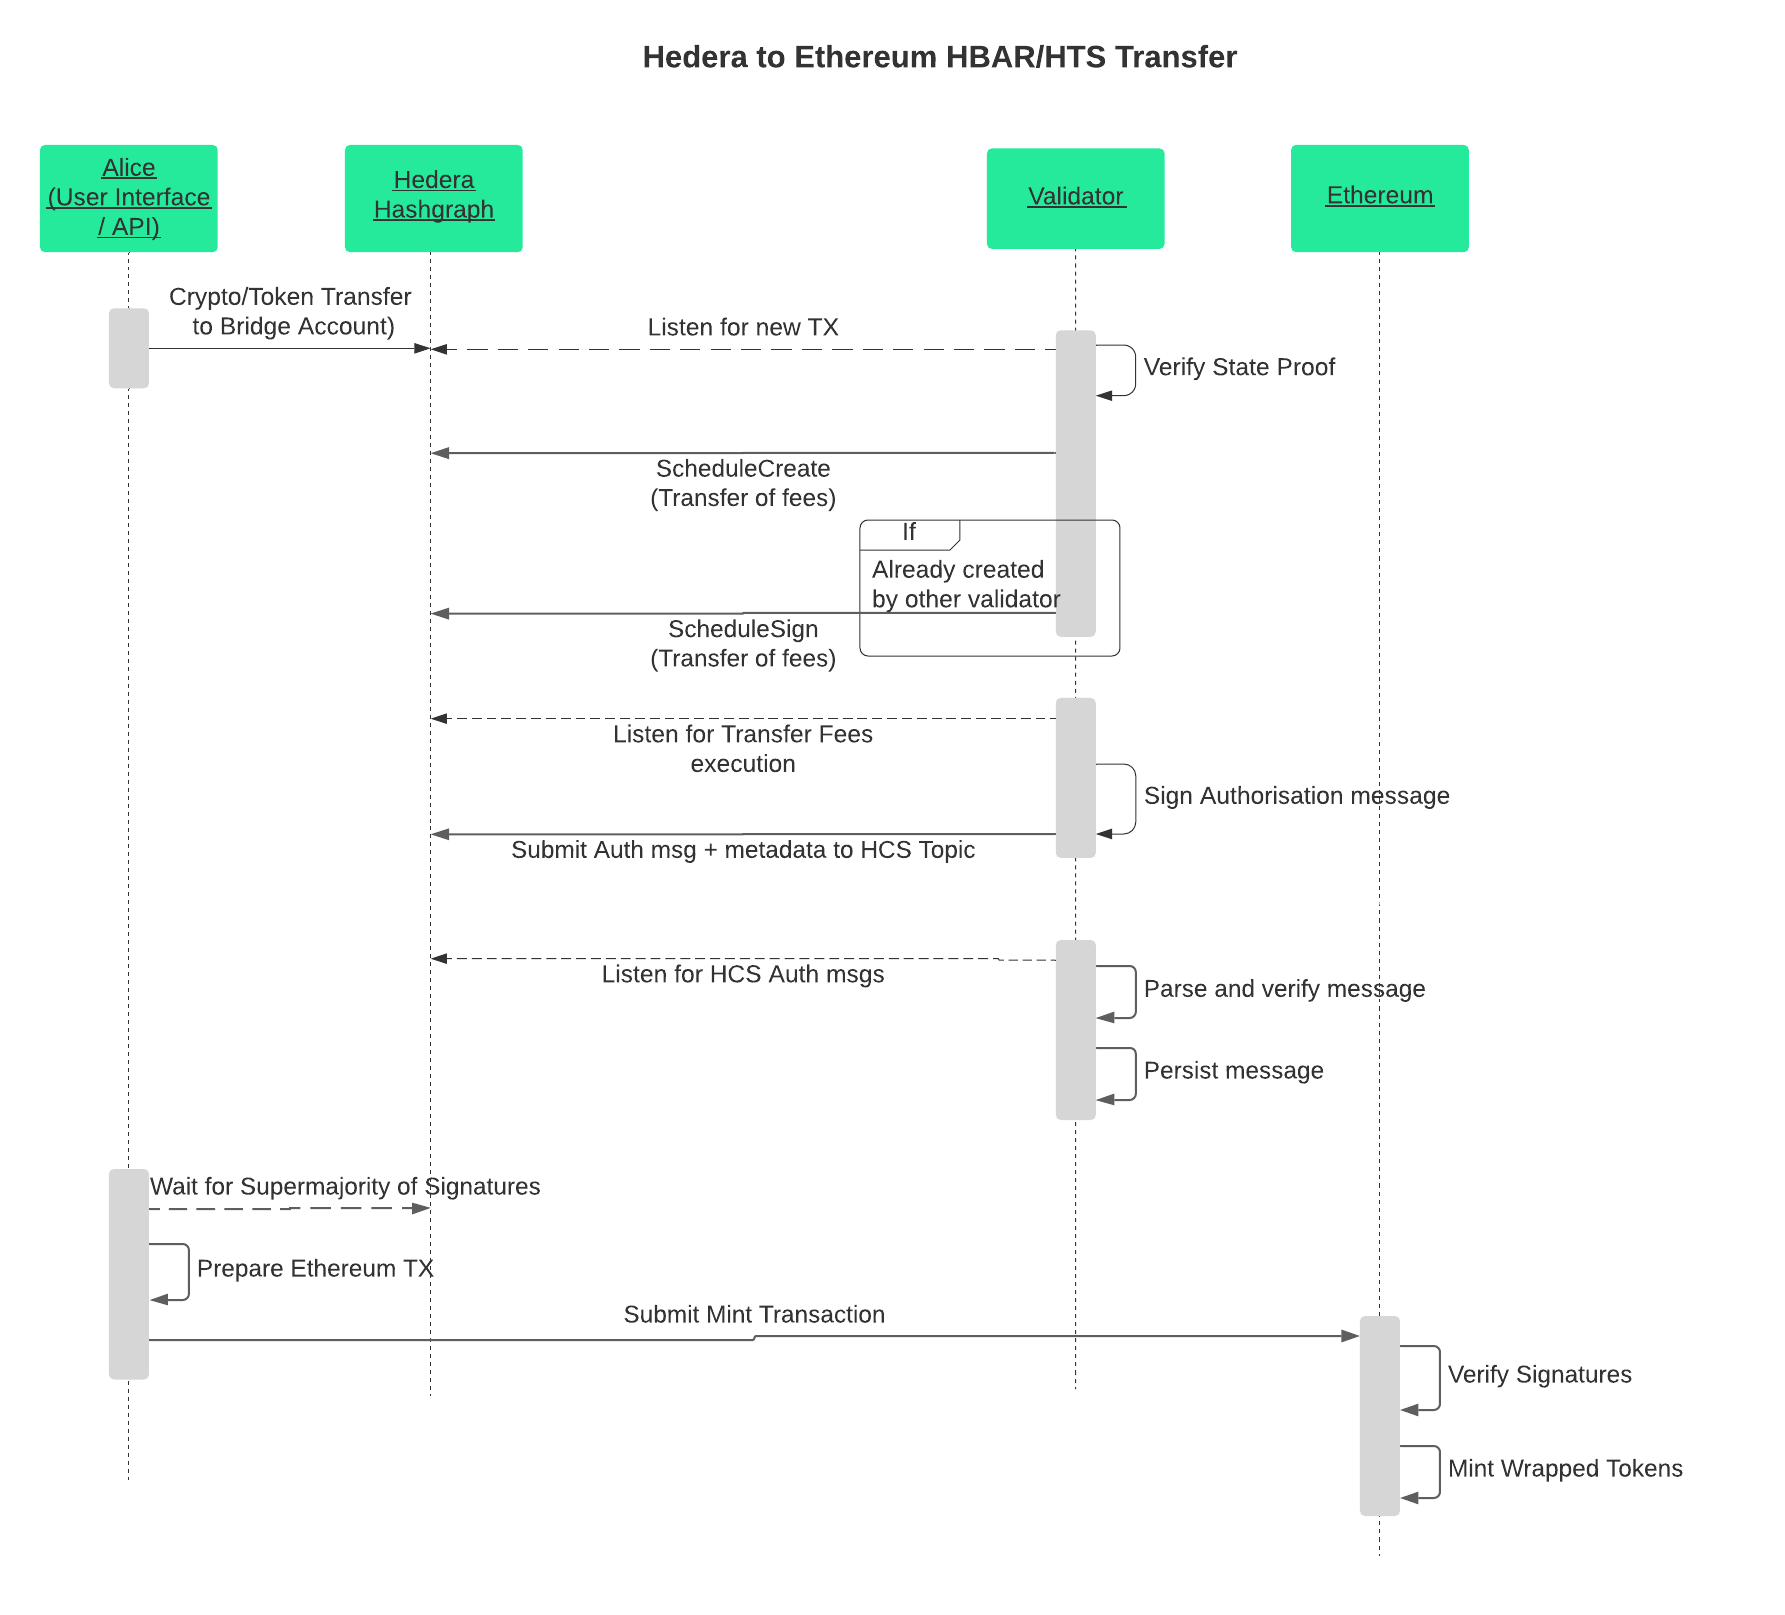 Hedera to Ethereum HBAR/HTS Transfer
Alice
(User Interface
/ API)
Hedera
Hashgraph
Validator
Ethereum
Crypto/Token Transfer
to Bridge Account)
Listen for new TX
Verify State Proof
ScheduleCreate
(Transfer of fees)
If
Already created
by other validator
ScheduleSign
(Transfer of fees)
Listen for Transfer Fees
execution
Sign Authorisation message
Submit Auth msg + metadata to HCS Topic
Listen for HCS Auth msgs
Parse and verify message
Persist message
Wait for Supermajority of Signatures
Prepare Ethereum TX
Submit Mint Transaction
Verify Signatures
Mint Wrapped Tokens